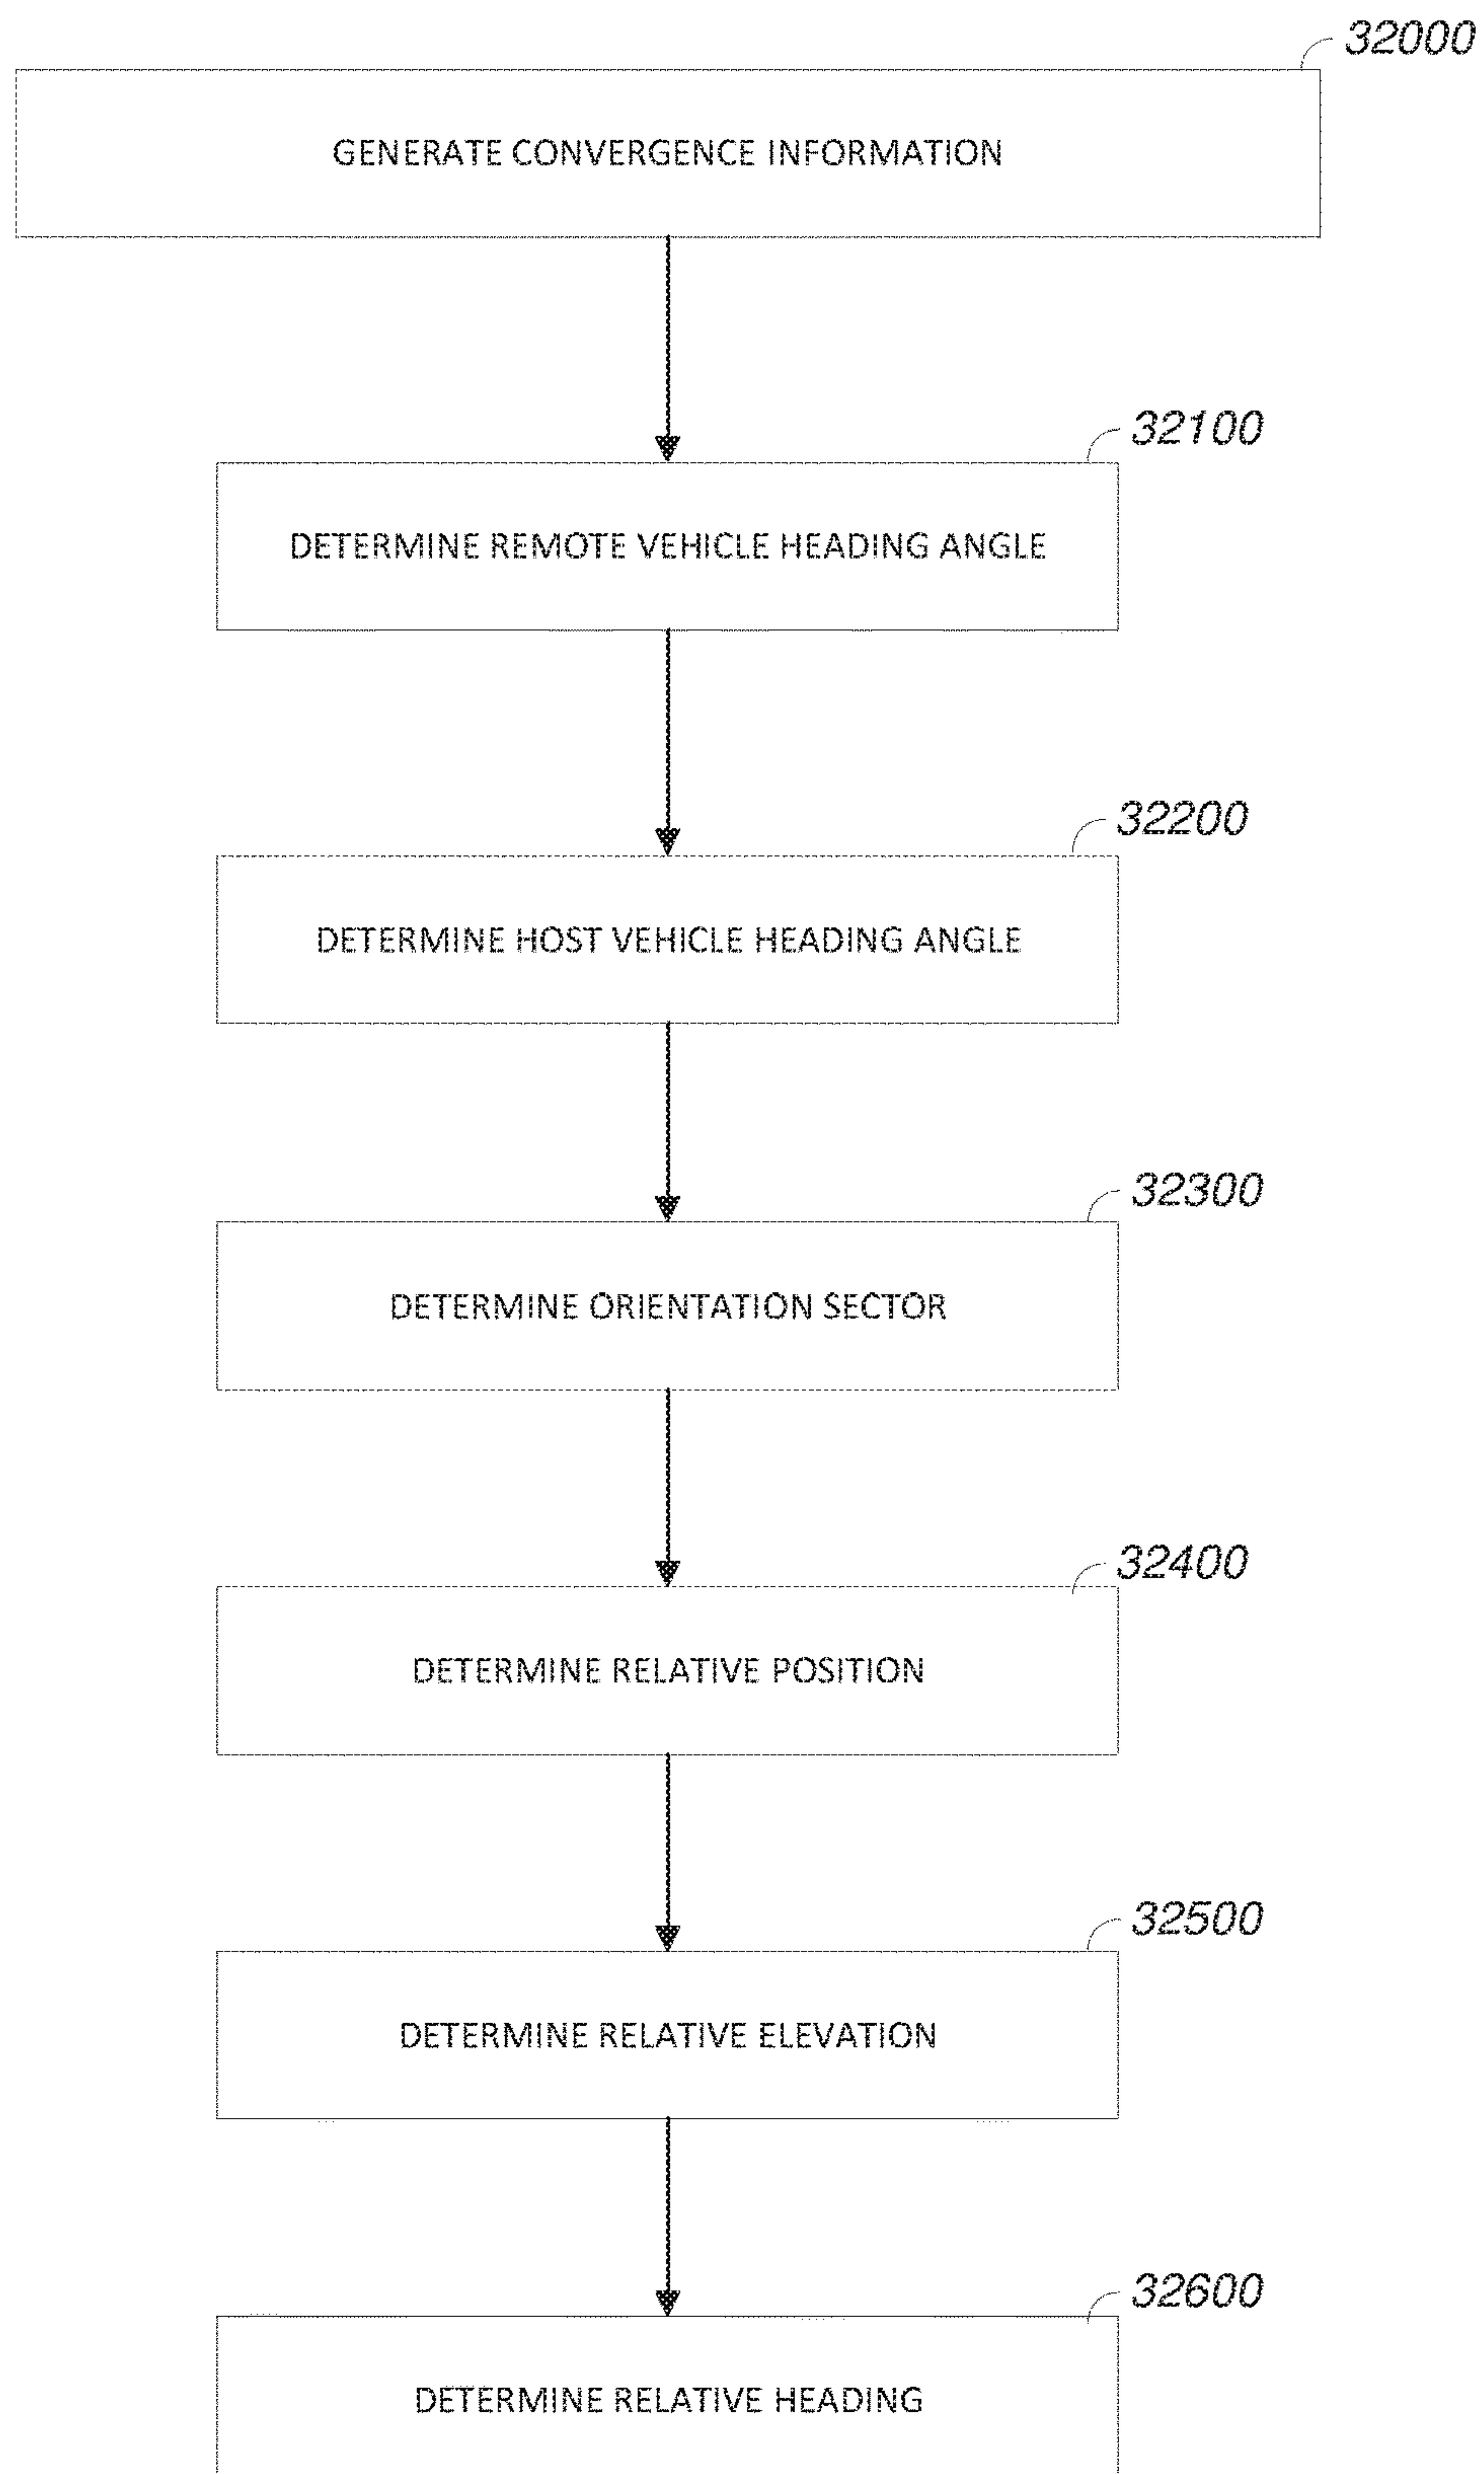 32000
GENERATE CONVERGENCE INFORMATION
32100
DETERMINE REMOTE VEHICLE HEADING ANGLE
32200
DETERMINE HOST VEHICLE HEADING ANGLE
32300
DETERMINE ORIENTATION SECTOR
32400
DETERMINE RELATIVE POSITION
32500
DETERMINE RELATIVE ELEVATION
32600
DETERMINE RELATIVE HEADING